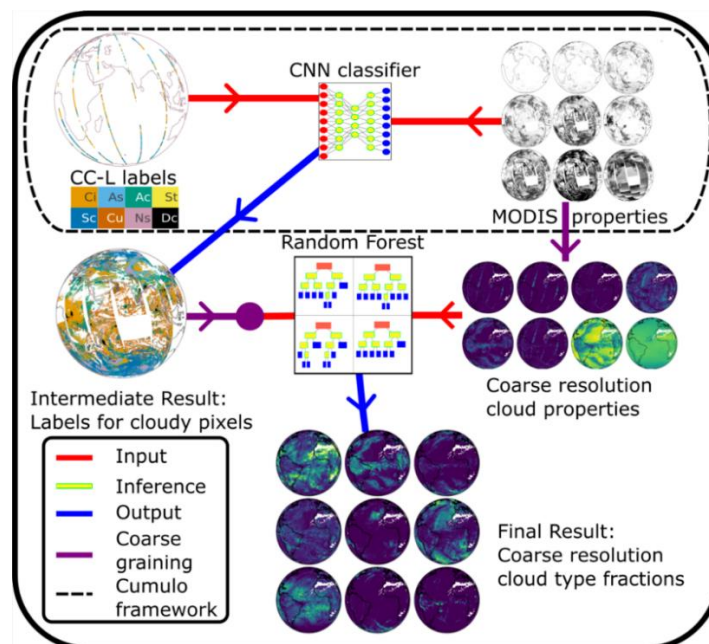 CNN classifier
CC-L labels
Ci As Ac St
Sc Cu Ns Dc
MODIS properties
Random Forest
Intermediate Result:
Labels for cloudy pixels
Coarse resolution
cloud properties
Input
Inference
Output
Coarse
graining
Cumulo
framework
Final Result:
Coarse resolution
cloud type fractions